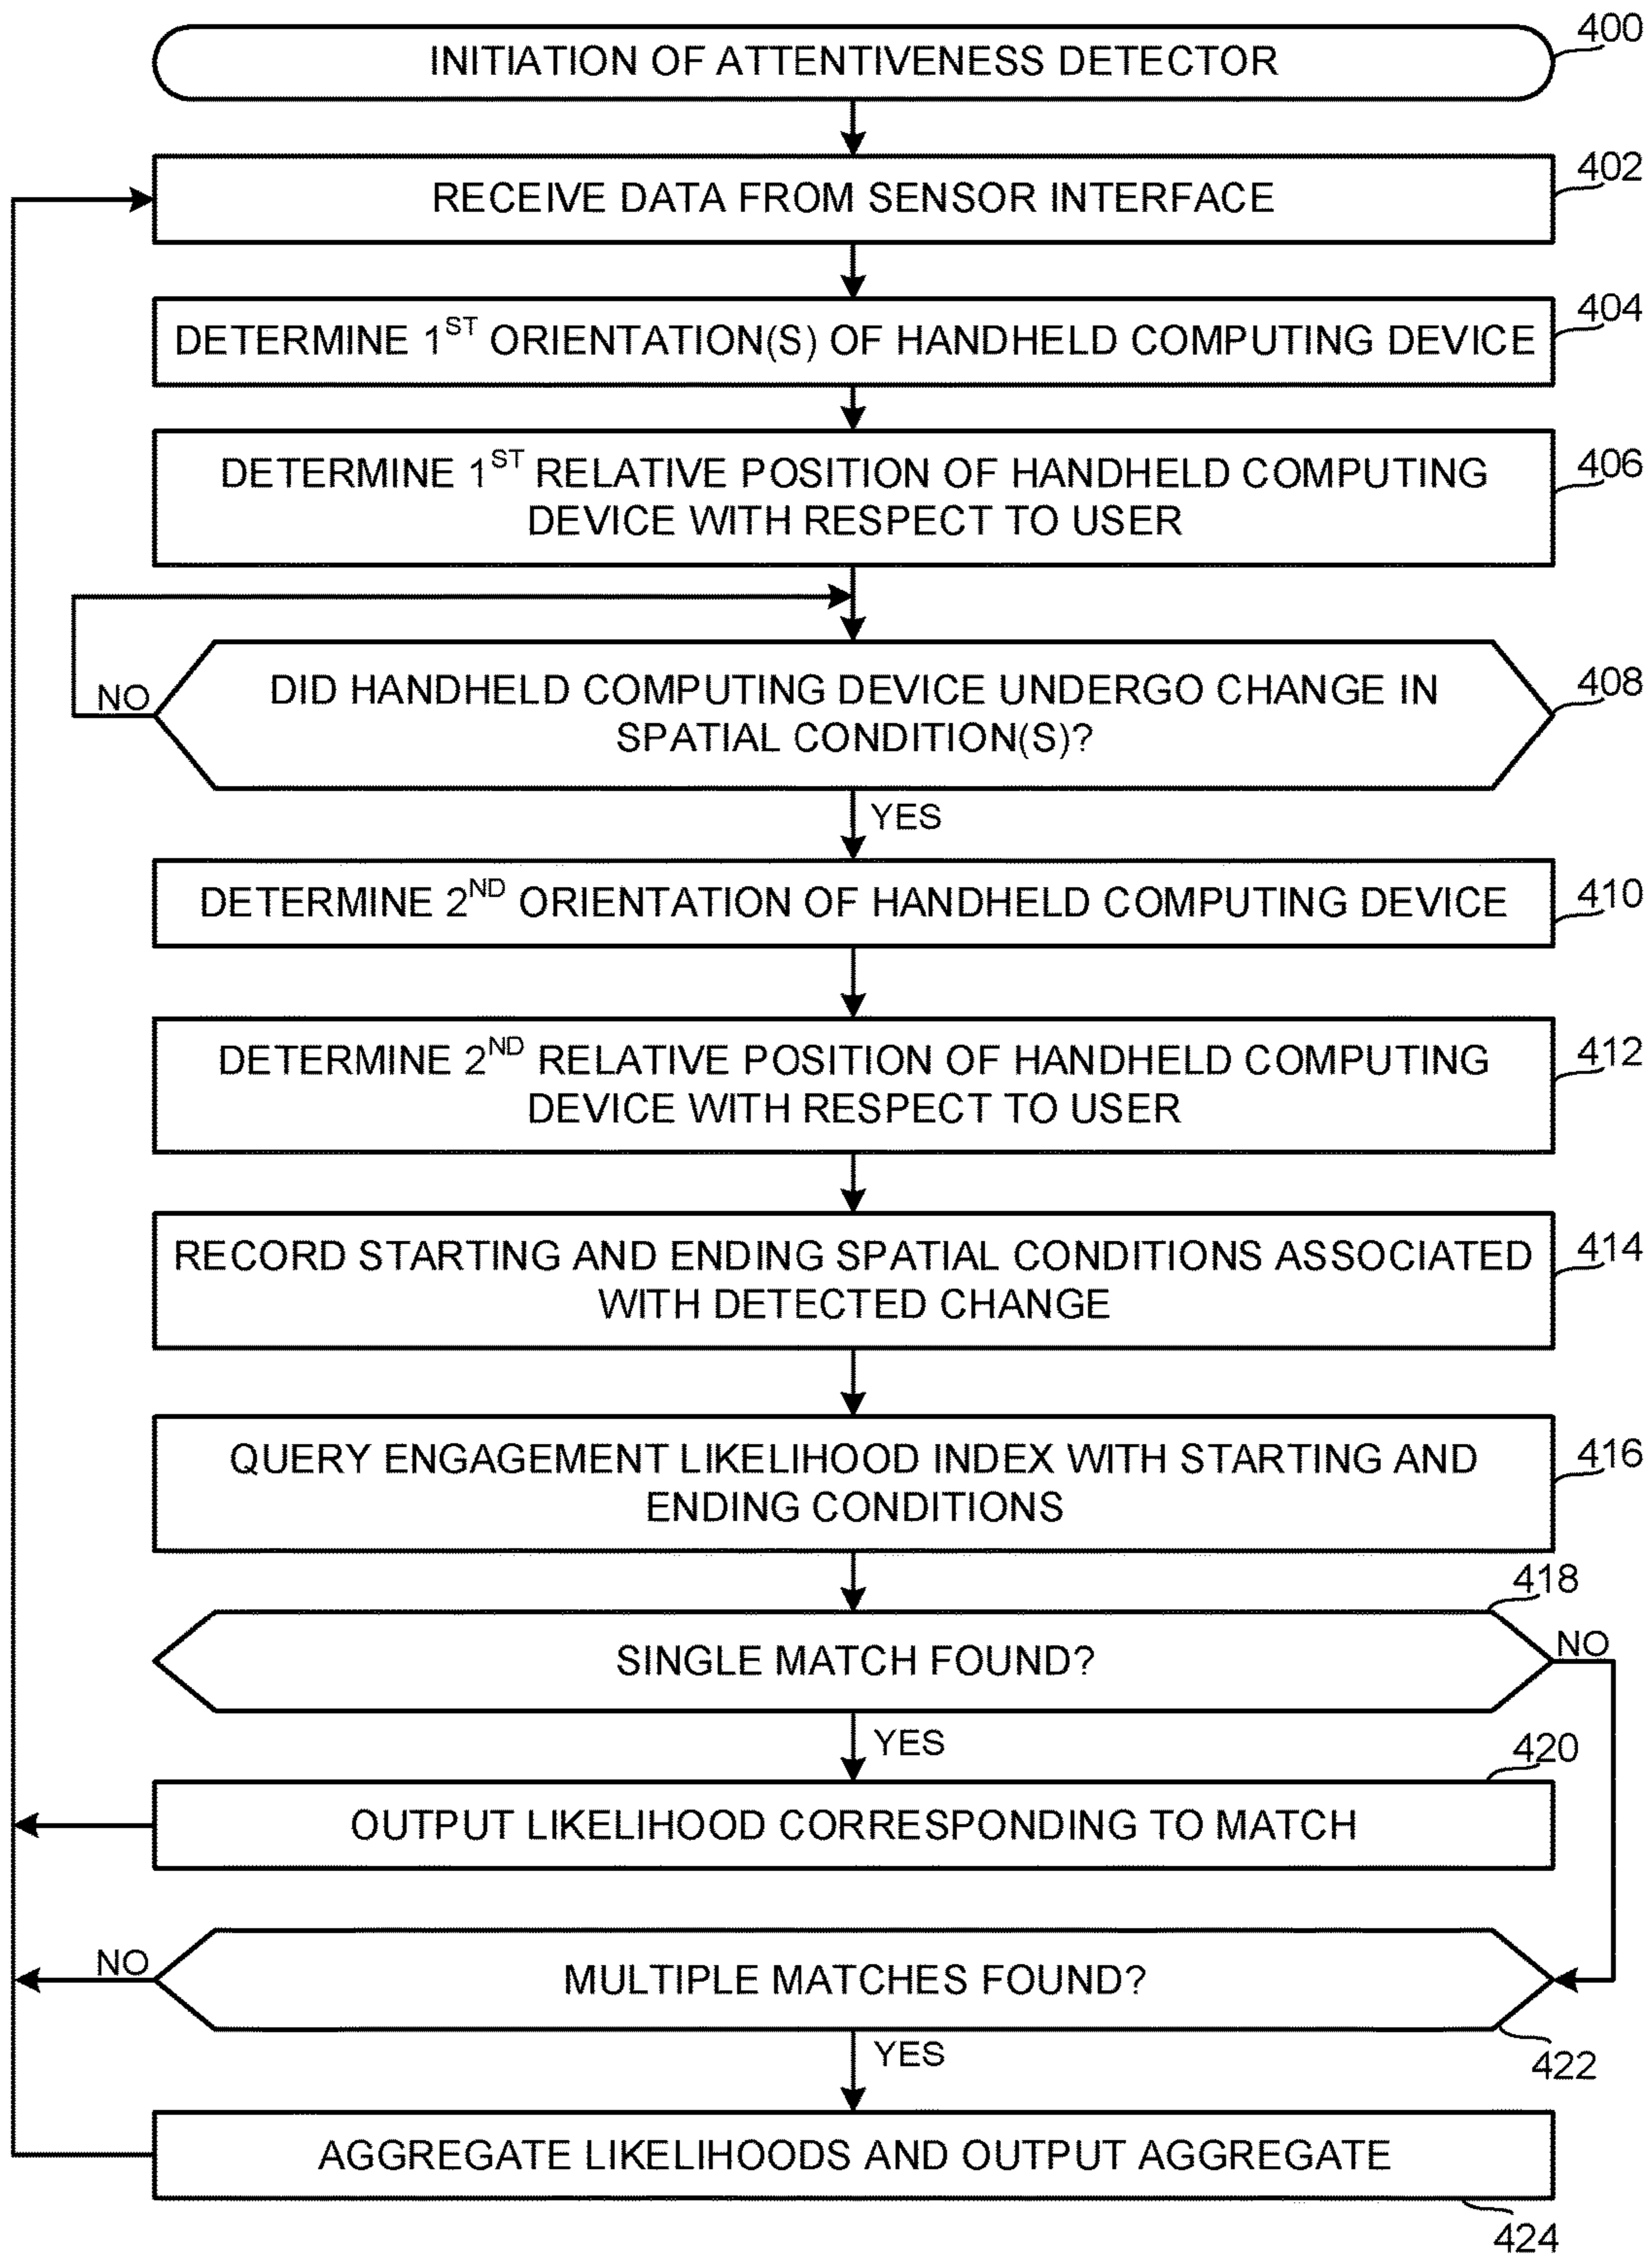 INITIATION OF ATTENTIVENESS DETECTOR
400
RECEIVE DATA FROM SENSOR INTERFACE
402
DETERMINE 1ST ORIENTATION(S) OF HANDHELD COMPUTING DEVICE
404
DETERMINE 1ST RELATIVE POSITION OF HANDHELD COMPUTING
DEVICE WITH RESPECT TO USER
406
DID HANDHELD COMPUTING DEVICE UNDERGO CHANGE IN
SPATIAL CONDITION(S)?
408
NO
YES
DETERMINE 2ND ORIENTATION OF HANDHELD COMPUTING DEVICE
410
DETERMINE 2ND RELATIVE POSITION OF HANDHELD COMPUTING
DEVICE WITH RESPECT TO USER
412
RECORD STARTING AND ENDING SPATIAL CONDITIONS ASSOCIATED
WITH DETECTED CHANGE
414
QUERY ENGAGEMENT LIKELIHOOD INDEX WITH STARTING AND
ENDING CONDITIONS
416
418
SINGLE MATCH FOUND?
NO
YES
420
OUTPUT LIKELIHOOD CORRESPONDING TO MATCH
NO
MULTIPLE MATCHES FOUND?
422
YES
AGGREGATE LIKELIHOODS AND OUTPUT AGGREGATE
424